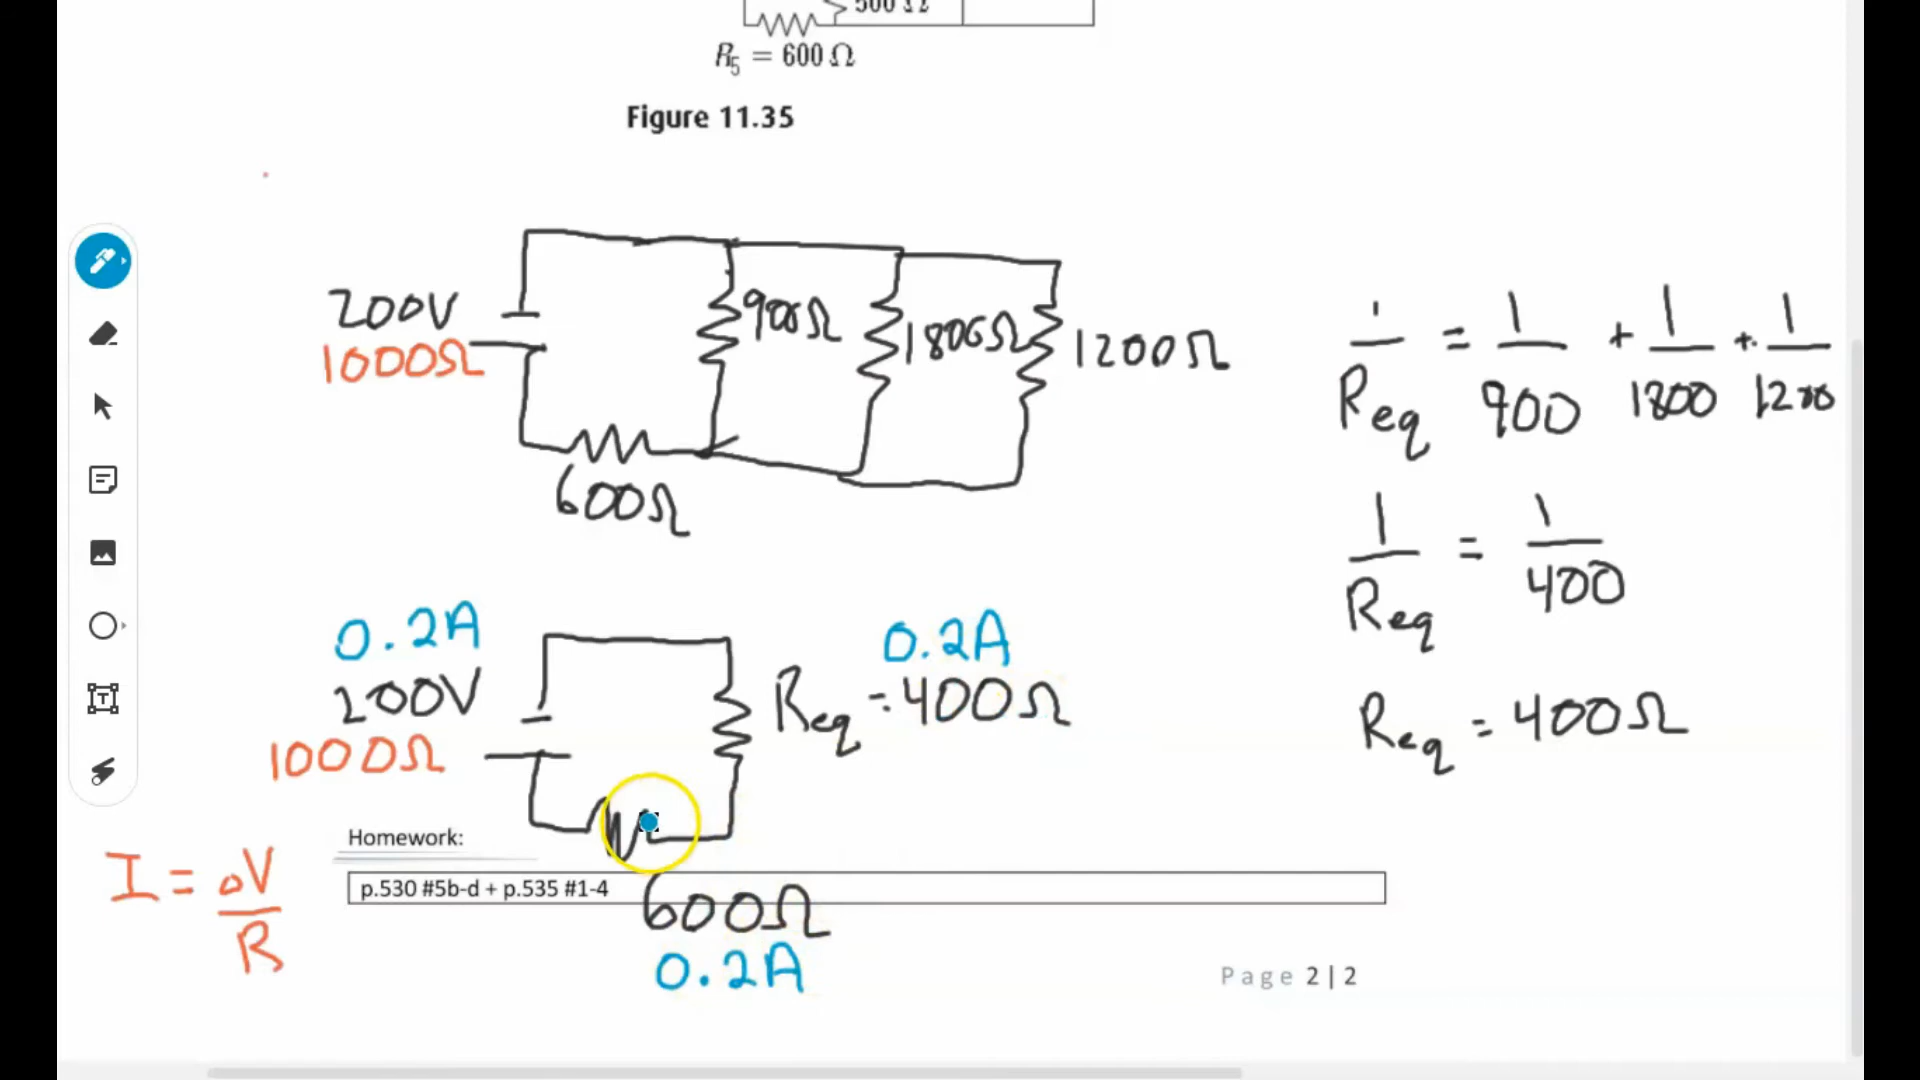 500 Ω
R5 = 600 Ω
Figure 11.35
200V
1000Ω
900Ω
1800Ω
1200Ω
600Ω
1/Req = 1/900 + 1/1800 + 1/1200
1/Req = 1/400
Req = 400Ω
0.2A
200V
1000Ω
0.2A
Req = 400Ω
Homework:
p.530 #5b-d + p.535 #1-4
600Ω
0.2A
I = ΔV/R
Page 2 | 2